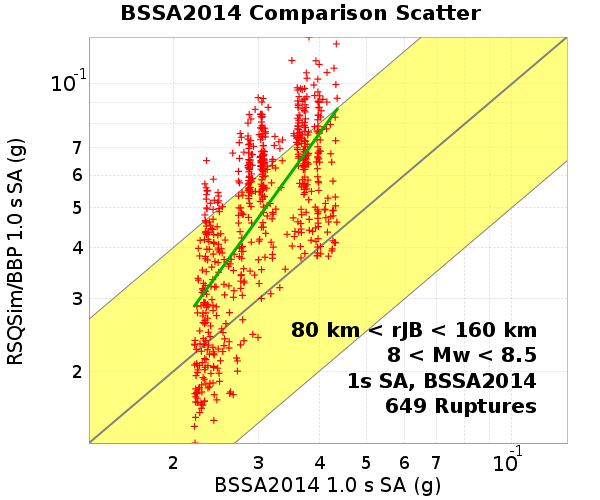 BSSA2014 Comparison Scatter
RSQSim/BBP 1.0 s SA (g)
10⁻¹
7
6
5
4
3
2
80 km < rJB < 160 km
8 < Mw < 8.5
1s SA, BSSA2014
649 Ruptures
2 3 4 5 6 7 10⁻¹
BSSA2014 1.0 s SA (g)